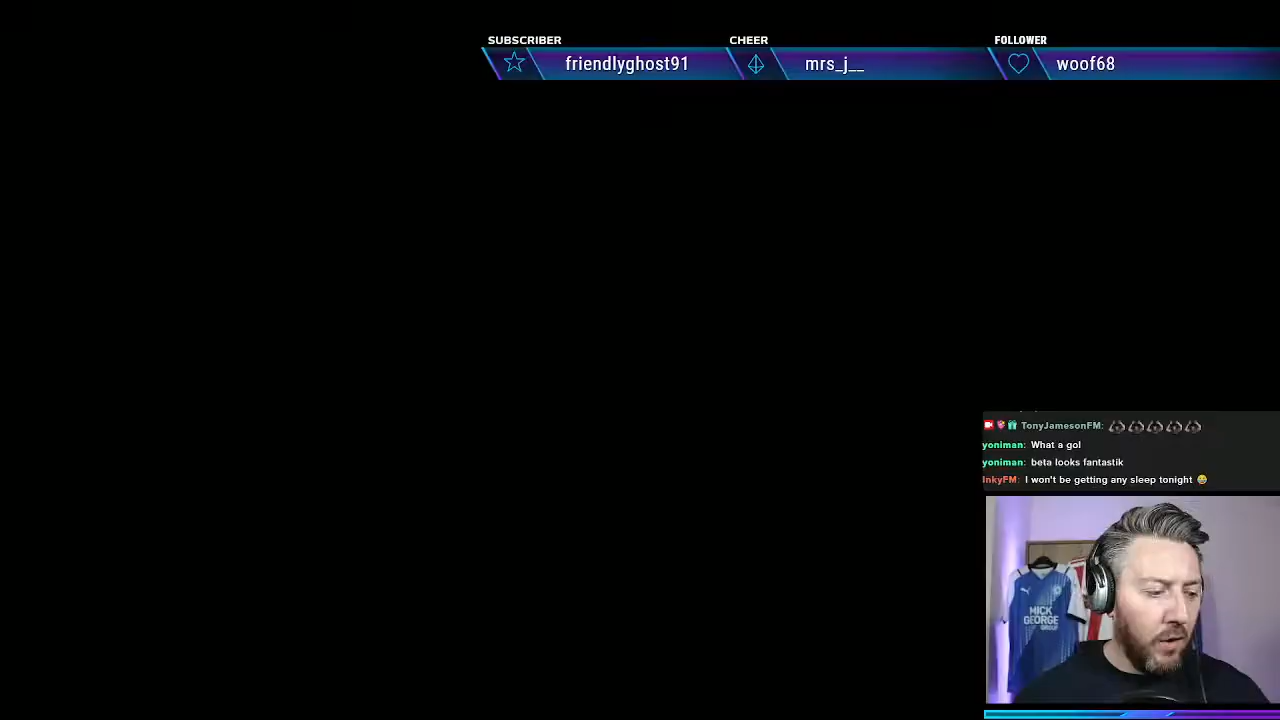 SUBSCRIBER
CHEER
FOLLOWER
friendlyghost91
mrs_j__
woof68
TonyJamesonFM:
yoniman: What a gol
yoniman: beta looks fantastik
InkyFM: I won't be getting any sleep tonight
MICK
GEORGE
GROUP